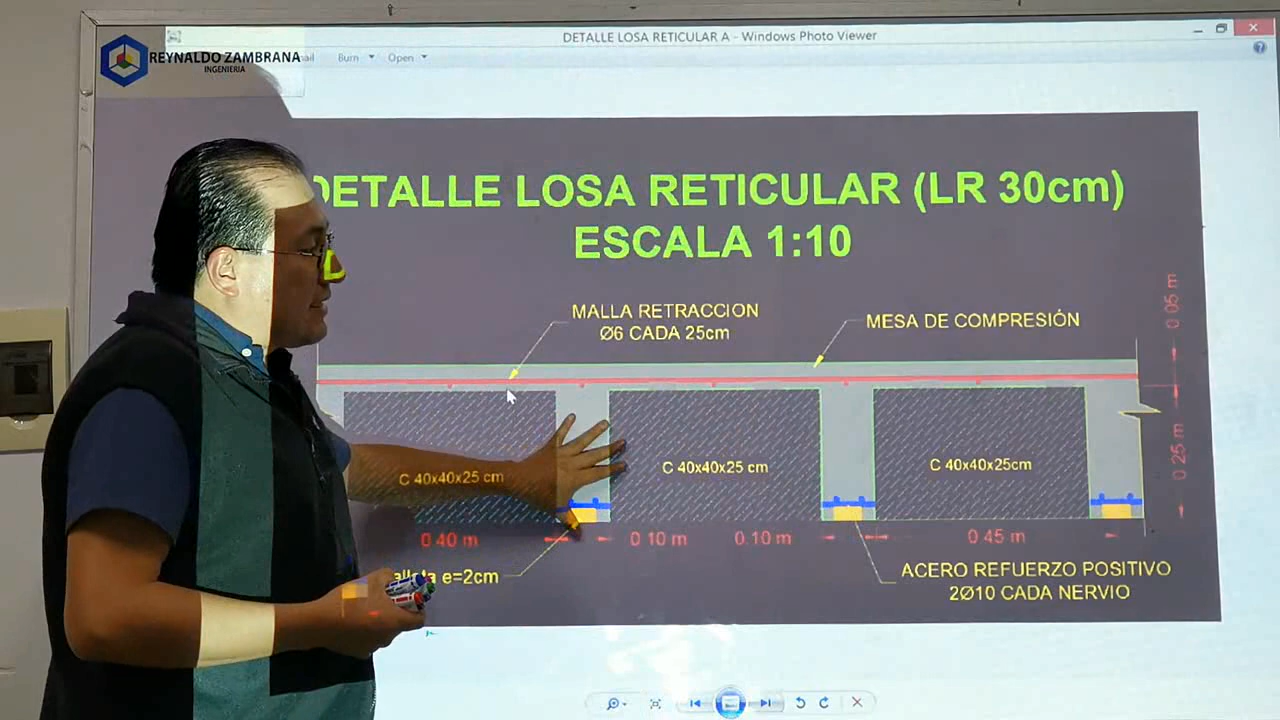 REYNALDO ZAMBRANA
INGENIERIA
DETALLE LOSA RETICULAR A - Windows Photo Viewer
Burn
Open
DETALLE LOSA RETICULAR (LR 30cm)
ESCALA 1:10
MALLA RETRACCION
Ø6 CADA 25cm
MESA DE COMPRESIÓN
0 05 m
0 25 m
C 40x40x25 cm
C 40x40x25 cm
C 40x40x25cm
0 40 m
0 10 m
0 10 m
0 45 m
e=2cm
ACERO REFUERZO POSITIVO
2Ø10 CADA NERVIO